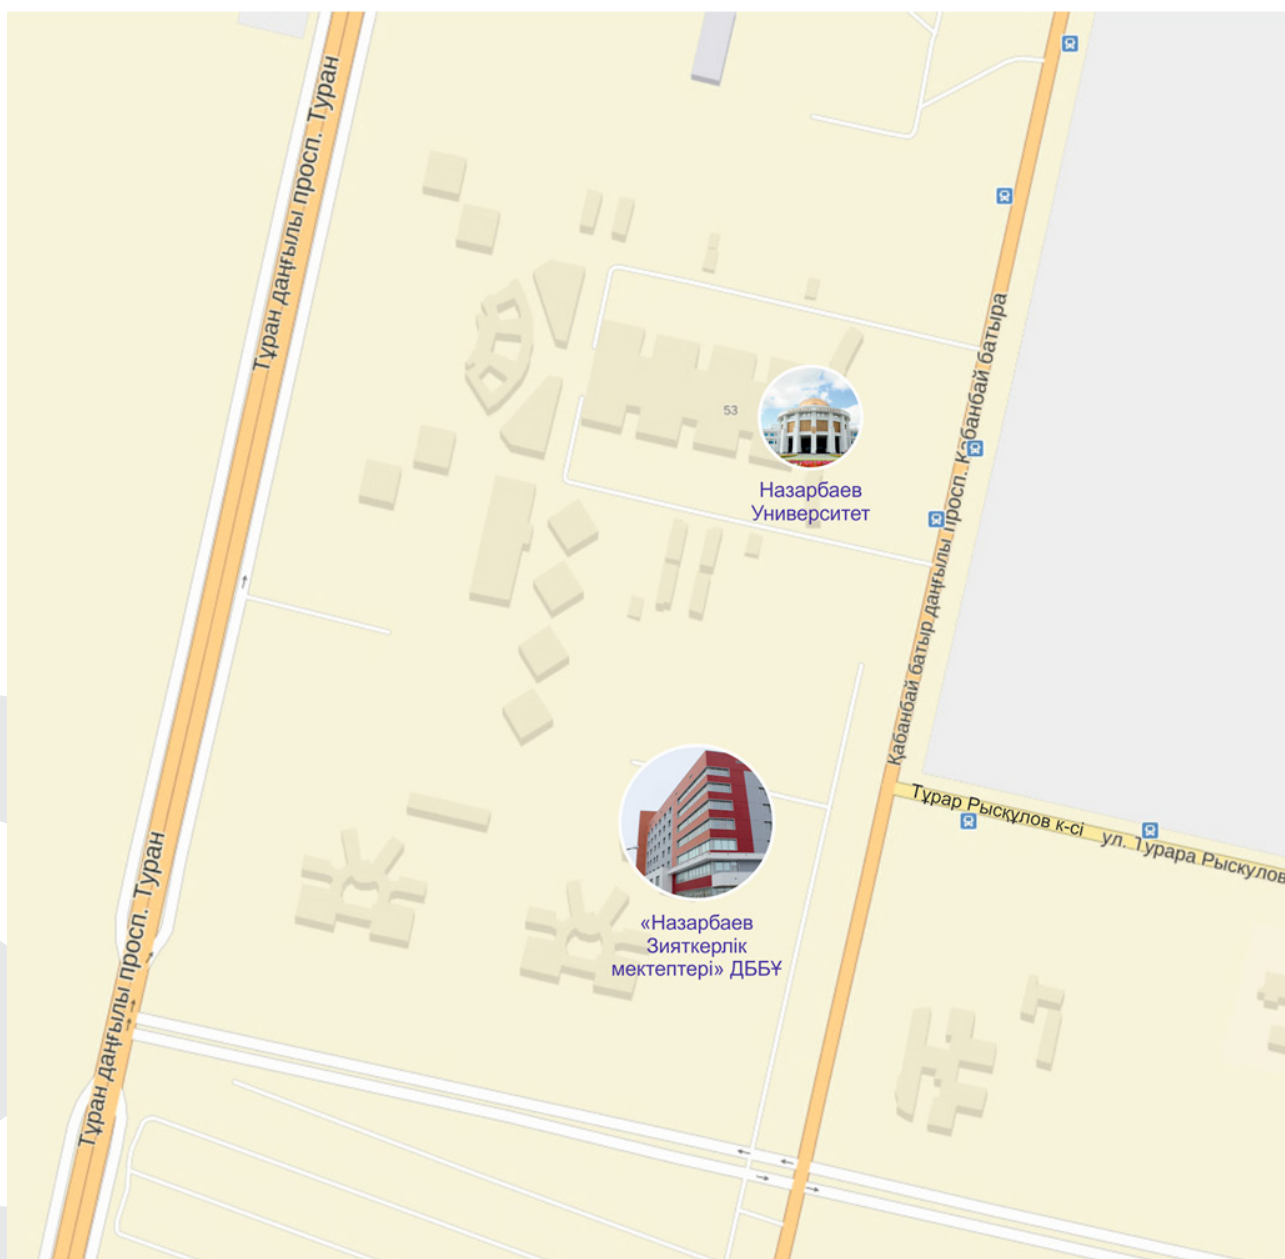 Тұран даңғылы просп. Туран
Қабанбай батыр даңғылы просп. Кабанбай батыра
53
Назарбаев
Университет
Тұрар Рысқұлов к-сі ул. Турара Рыскулов
«Назарбаев
Зияткерлік
мектептері» ДББҰ
Тұран даңғылы просп. Туран